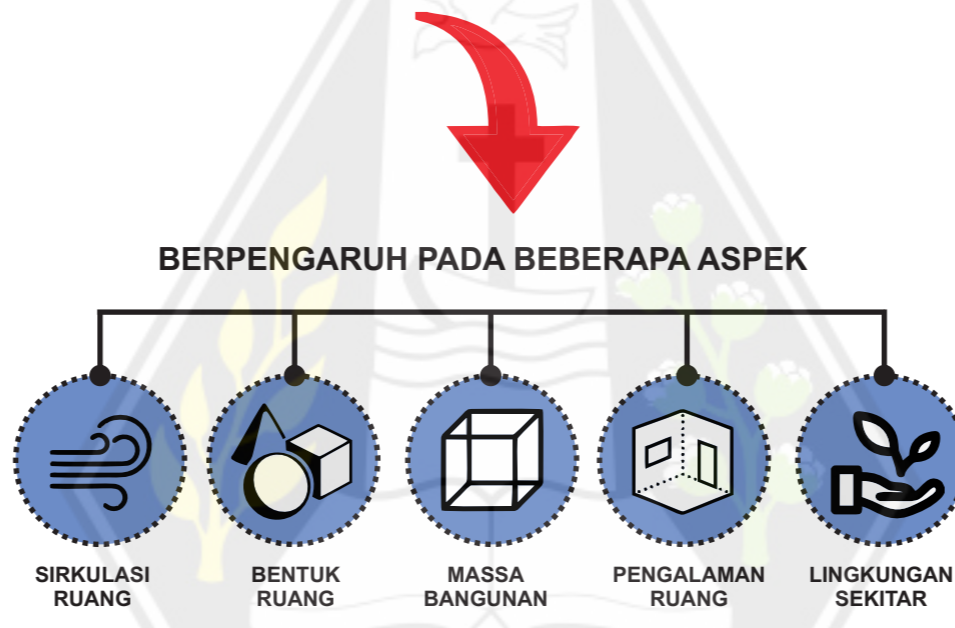 BERPENGARUH PADA BEBERAPA ASPEK
SIRKULASI
RUANG
BENTUK
RUANG
MASSA
BANGUNAN
PENGALAMAN
RUANG
LINGKUNGAN
SEKITAR